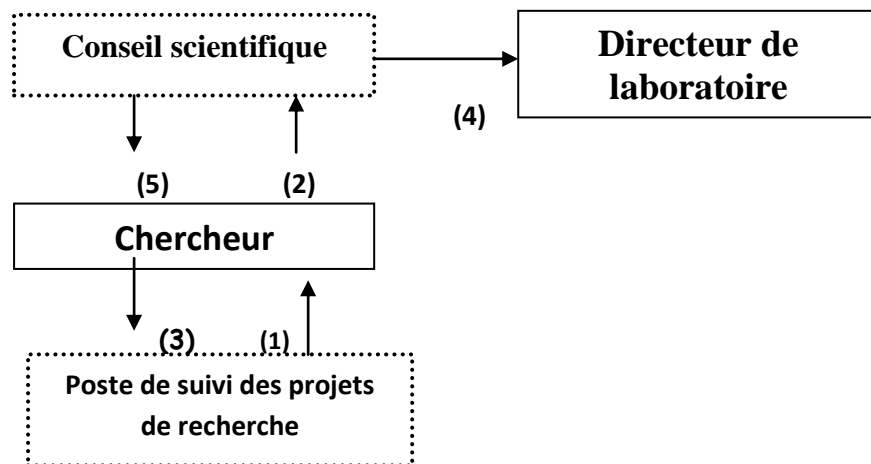 Conseil scientifique
Directeur de
laboratoire
(4)
(5)
(2)
Chercheur
(3)
(1)
Poste de suivi des projets
de recherche